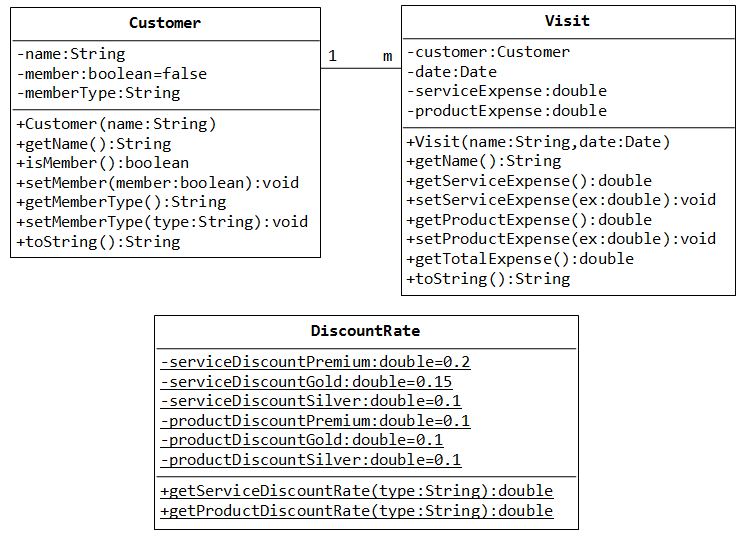 Customer
-name:String
-member:boolean=false
-memberType:String
+Customer(name:String)
+getName():String
+isMember():boolean
+setMember(member:boolean):void
+getMemberType():String
+setMemberType(type:String):void
+toString():String
1 m
Visit
-customer:Customer
-date:Date
-serviceExpense:double
-productExpense:double
+Visit(name:String,date:Date)
+getName():String
+getServiceExpense():double
+setServiceExpense(ex:double):void
+getProductExpense():double
+setProductExpense(ex:double):void
+getTotalExpense():double
+toString():String
DiscountRate
-serviceDiscountPremium:double=0.2
-serviceDiscountGold:double=0.15
-serviceDiscountSilver:double=0.1
-productDiscountPremium:double=0.1
-productDiscountGold:double=0.1
-productDiscountSilver:double=0.1
+getServiceDiscountRate(type:String):double
+getProductDiscountRate(type:String):double